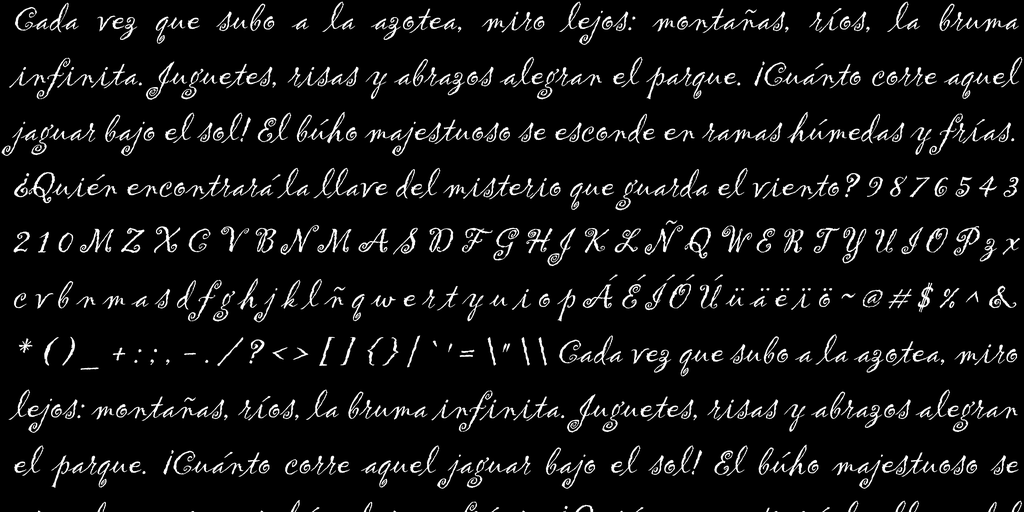 Cada vez que subo a la azotea, miro lejos: montañas, ríos, la bruma
infinita. Juguetes, risas y abrazos alegran el parque. ¡Cuánto corre aquel
jaguar bajo el sol! El búho majestuoso se esconde en ramas húmedas y frías.
¿Quién encontrará la llave del misterio que guarda el viento? 9 8 7 6 5 4 3
2 1 0 M Z X C V B N M A S D F G H J K L Ñ Q W E R T Y U I O P z x
c v b n m a s d f g h j k l ñ q w e r t y u i o p Á É Í Ó Ú ü ä ë ï ö ~ @ # $ % ^ &
* ( ) _ + : ; , - . / ? < > [ ] { } | ` ' = \ " \ \ Cada vez que subo a la azotea, miro
lejos: montañas, ríos, la bruma infinita. Juguetes, risas y abrazos alegran
el parque. ¡Cuánto corre aquel jaguar bajo el sol! El búho majestuoso se